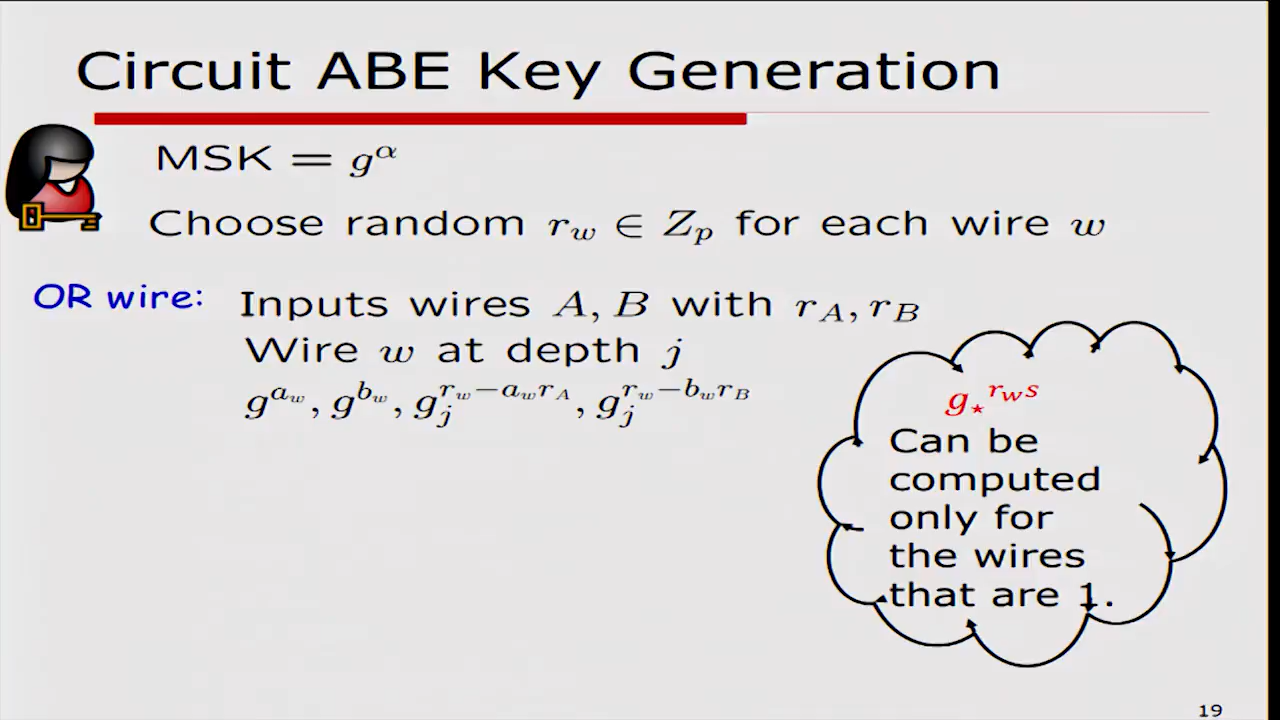 Circuit ABE Key Generation
MSK = g^α
Choose random r_w ∈ Z_p for each wire w
OR wire:
Inputs wires A, B with r_A, r_B
Wire w at depth j
g^{a_w}, g^{b_w}, g_j^{r_w − a_w r_A}, g_j^{r_w − b_w r_B}
g_⋆^{r_w s}
Can be
computed
only for
the wires
that are 1.
19